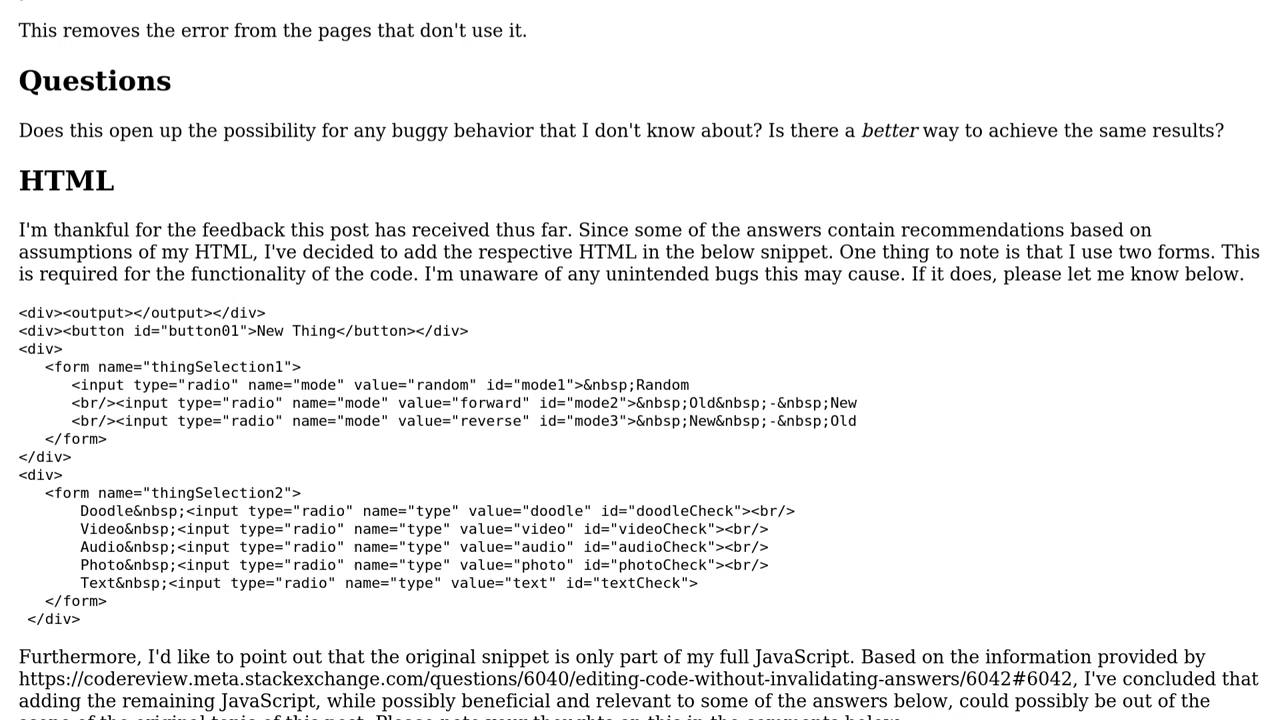 This removes the error from the pages that don't use it.
Questions
Does this open up the possibility for any buggy behavior that I don't know about? Is there a better way to achieve the same results?
HTML
I'm thankful for the feedback this post has received thus far. Since some of the answers contain recommendations based on
assumptions of my HTML, I've decided to add the respective HTML in the below snippet. One thing to note is that I use two forms. This
is required for the functionality of the code. I'm unaware of any unintended bugs this may cause. If it does, please let me know below.
<div><output></output></div>
<div><button id="button01">New Thing</button></div>
<div>
   <form name="thingSelection1">
      <input type="radio" name="mode" value="random" id="mode1">&nbsp;Random
      <br/><input type="radio" name="mode" value="forward" id="mode2">&nbsp;Old&nbsp;-&nbsp;New
      <br/><input type="radio" name="mode" value="reverse" id="mode3">&nbsp;New&nbsp;-&nbsp;Old
   </form>
</div>
<div>
   <form name="thingSelection2">
       Doodle&nbsp;<input type="radio" name="type" value="doodle" id="doodleCheck"><br/>
       Video&nbsp;<input type="radio" name="type" value="video" id="videoCheck"><br/>
       Audio&nbsp;<input type="radio" name="type" value="audio" id="audioCheck"><br/>
       Photo&nbsp;<input type="radio" name="type" value="photo" id="photoCheck"><br/>
       Text&nbsp;<input type="radio" name="type" value="text" id="textCheck">
   </form>
 </div>
Furthermore, I'd like to point out that the original snippet is only part of my full JavaScript. Based on the information provided by
https://codereview.meta.stackexchange.com/questions/6040/editing-code-without-invalidating-answers/6042#6042, I've concluded that
adding the remaining JavaScript, while possibly beneficial and relevant to some of the answers below, could possibly be out of the